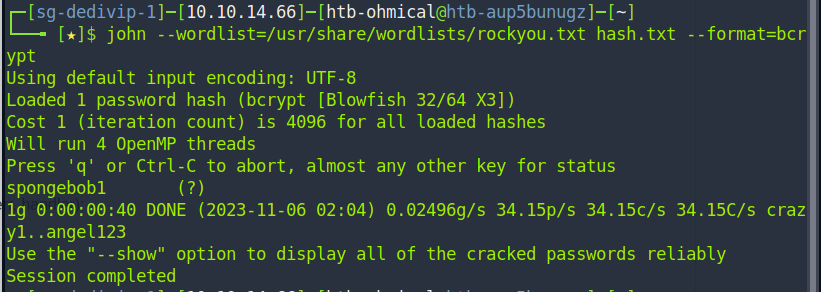 ┌─[sg-dedivip-1]─[10.10.14.66]─[htb-ohmical@htb-aup5bunugz]─[~]
└──╼ [★]$ john --wordlist=/usr/share/wordlists/rockyou.txt hash.txt --format=bcr
ypt
Using default input encoding: UTF-8
Loaded 1 password hash (bcrypt [Blowfish 32/64 X3])
Cost 1 (iteration count) is 4096 for all loaded hashes
Will run 4 OpenMP threads
Press 'q' or Ctrl-C to abort, almost any other key for status
spongebob1       (?)
1g 0:00:00:40 DONE (2023-11-06 02:04) 0.02496g/s 34.15p/s 34.15c/s 34.15C/s craz
y1..angel123
Use the "--show" option to display all of the cracked passwords reliably
Session completed